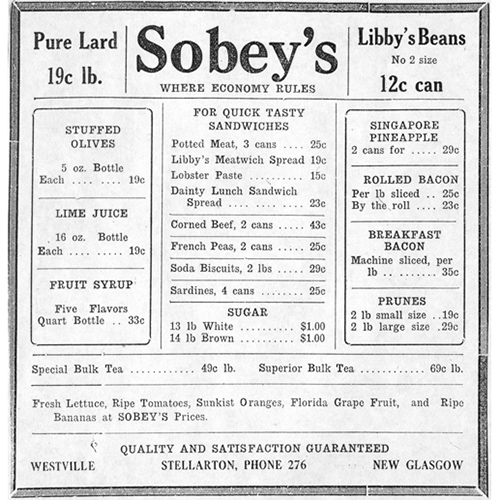 Pure Lard
19c lb.
Sobey's
WHERE ECONOMY RULES
Libby's Beans
No 2 size
12c can
STUFFED
OLIVES
5 oz. Bottle
Each .... .... 19c
LIME JUICE
16 oz. Bottle
Each .... ..... 19c
FRUIT SYRUP
Five Flavors
Quart Bottle .. 33c
FOR QUICK TASTY
SANDWICHES
Potted Meat, 3 cans .... 25c
Libby's Meatwich Spread 19c
Lobster Paste .......... 15c
Dainty Lunch Sandwich
Spread ............... 23c
Corned Beef, 2 cans ..... 43c
French Peas, 2 cans ..... 25c
Soda Biscuits, 2 lbs ..... 29c
Sardines, 4 cans ........ 25c
SUGAR
13 lb White .......... $1.00
14 lb Brown .......... $1.00
SINGAPORE
PINEAPPLE
2 cans for ..... 29c
ROLLED BACON
Per lb sliced .. 25c
By the roll .... 23c
BREAKFAST
BACON
Machine sliced, per
lb .. ....... 35c
PRUNES
2 lb small size ..19c
2 lb large size .29c
Special Bulk Tea ............ 49c lb. Superior Bulk Tea ............ 69c lb.
Fresh Lettuce, Ripe Tomatoes, Sunkist Oranges, Florida Grape Fruit, and Ripe
Bananas at SOBEY'S Prices.
QUALITY AND SATISFACTION GUARANTEED
WESTVILLE STELLARTON, PHONE 276 NEW GLASGOW